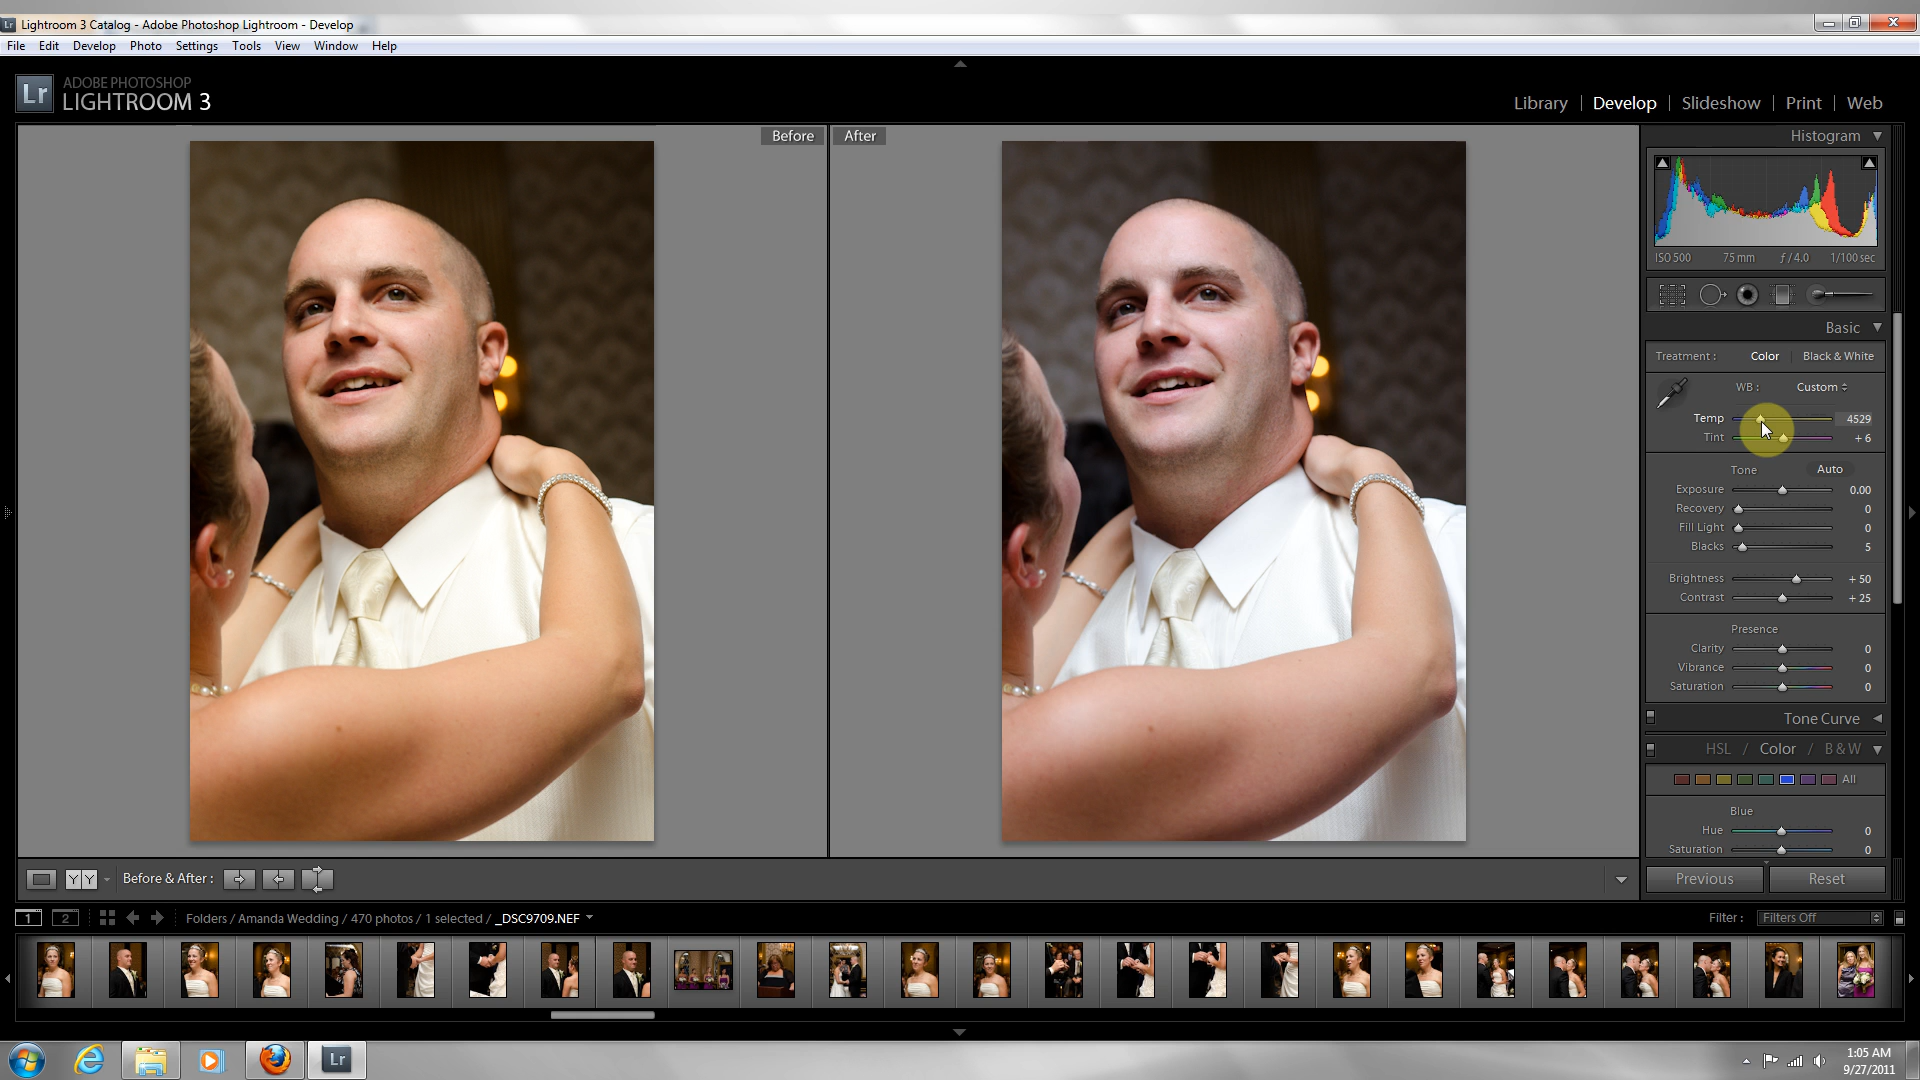 Lightroom 3 Catalog - Adobe Photoshop Lightroom - Develop
File Edit Develop Photo Settings Tools View Window Help
Lr ADOBE PHOTOSHOP
LIGHTROOM 3
Library | Develop | Slideshow | Print | Web
Before After
Histogram
ISO 500 75 mm ƒ / 4.0 1/100 sec
Basic
Treatment : Color Black & White
WB : Custom
Temp 4529
Tint + 6
Tone Auto
Exposure 0.00
Recovery 0
Fill Light 0
Blacks 5
Brightness + 50
Contrast + 25
Presence
Clarity 0
Vibrance 0
Saturation 0
Tone Curve
HSL / Color / B & W
All
Blue
Hue 0
Saturation 0
Y Y Before & After :
Previous Reset
1 2 Folders / Amanda Wedding / 470 photos / 1 selected / _DSC9709.NEF
Filter : Filters Off
Lr
1:05 AM
9/27/2011